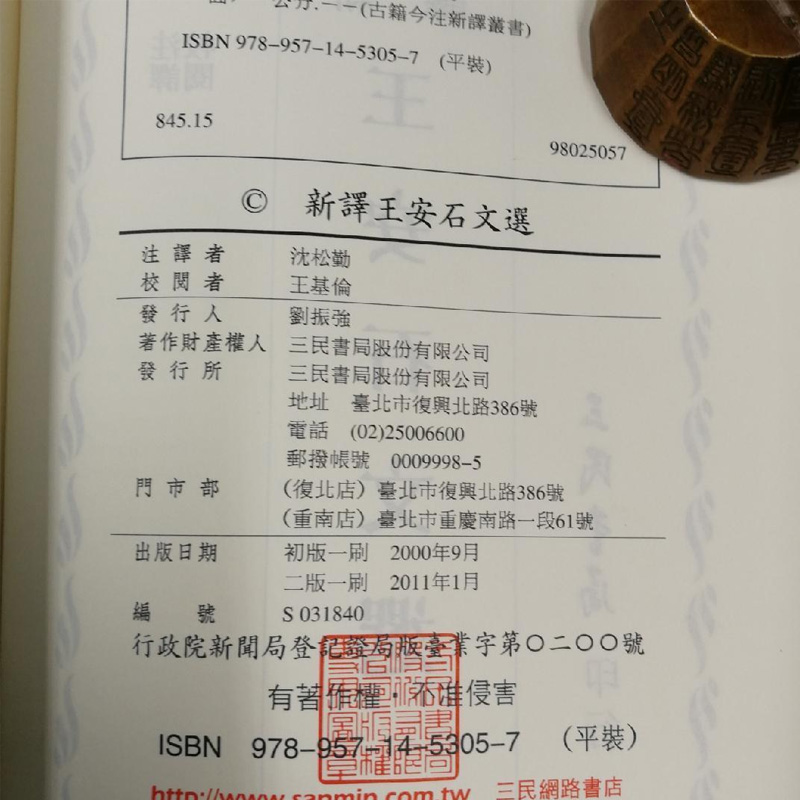 公分.--(古籍今注新譯叢書)
ISBN 978-957-14-5305-7 (平裝)
845.15
98025057
© 新譯王安石文選
注譯者 沈松勤
校閱者 王基倫
發行人 劉振強
著作財產權人 三民書局股份有限公司
發行所 三民書局股份有限公司
地址 臺北市復興北路386號
電話 (02)25006600
郵撥帳號 0009998-5
門市部 (復北店)臺北市復興北路386號
(重南店)臺北市重慶南路一段61號
出版日期 初版一刷 2000年9月
二版一刷 2011年1月
編號 S 031840
行政院新聞局登記證局版臺業字第〇二〇〇號
有著作權·不准侵害
ISBN 978-957-14-5305-7 (平裝)
http://www.sanmin.com.tw 三民網路書店